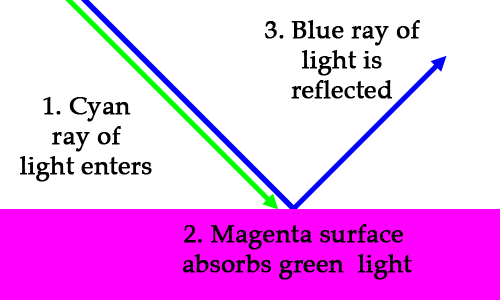 1. Cyan
ray of
light enters
2. Magenta surface
absorbs green light
3. Blue ray of
light is
reflected